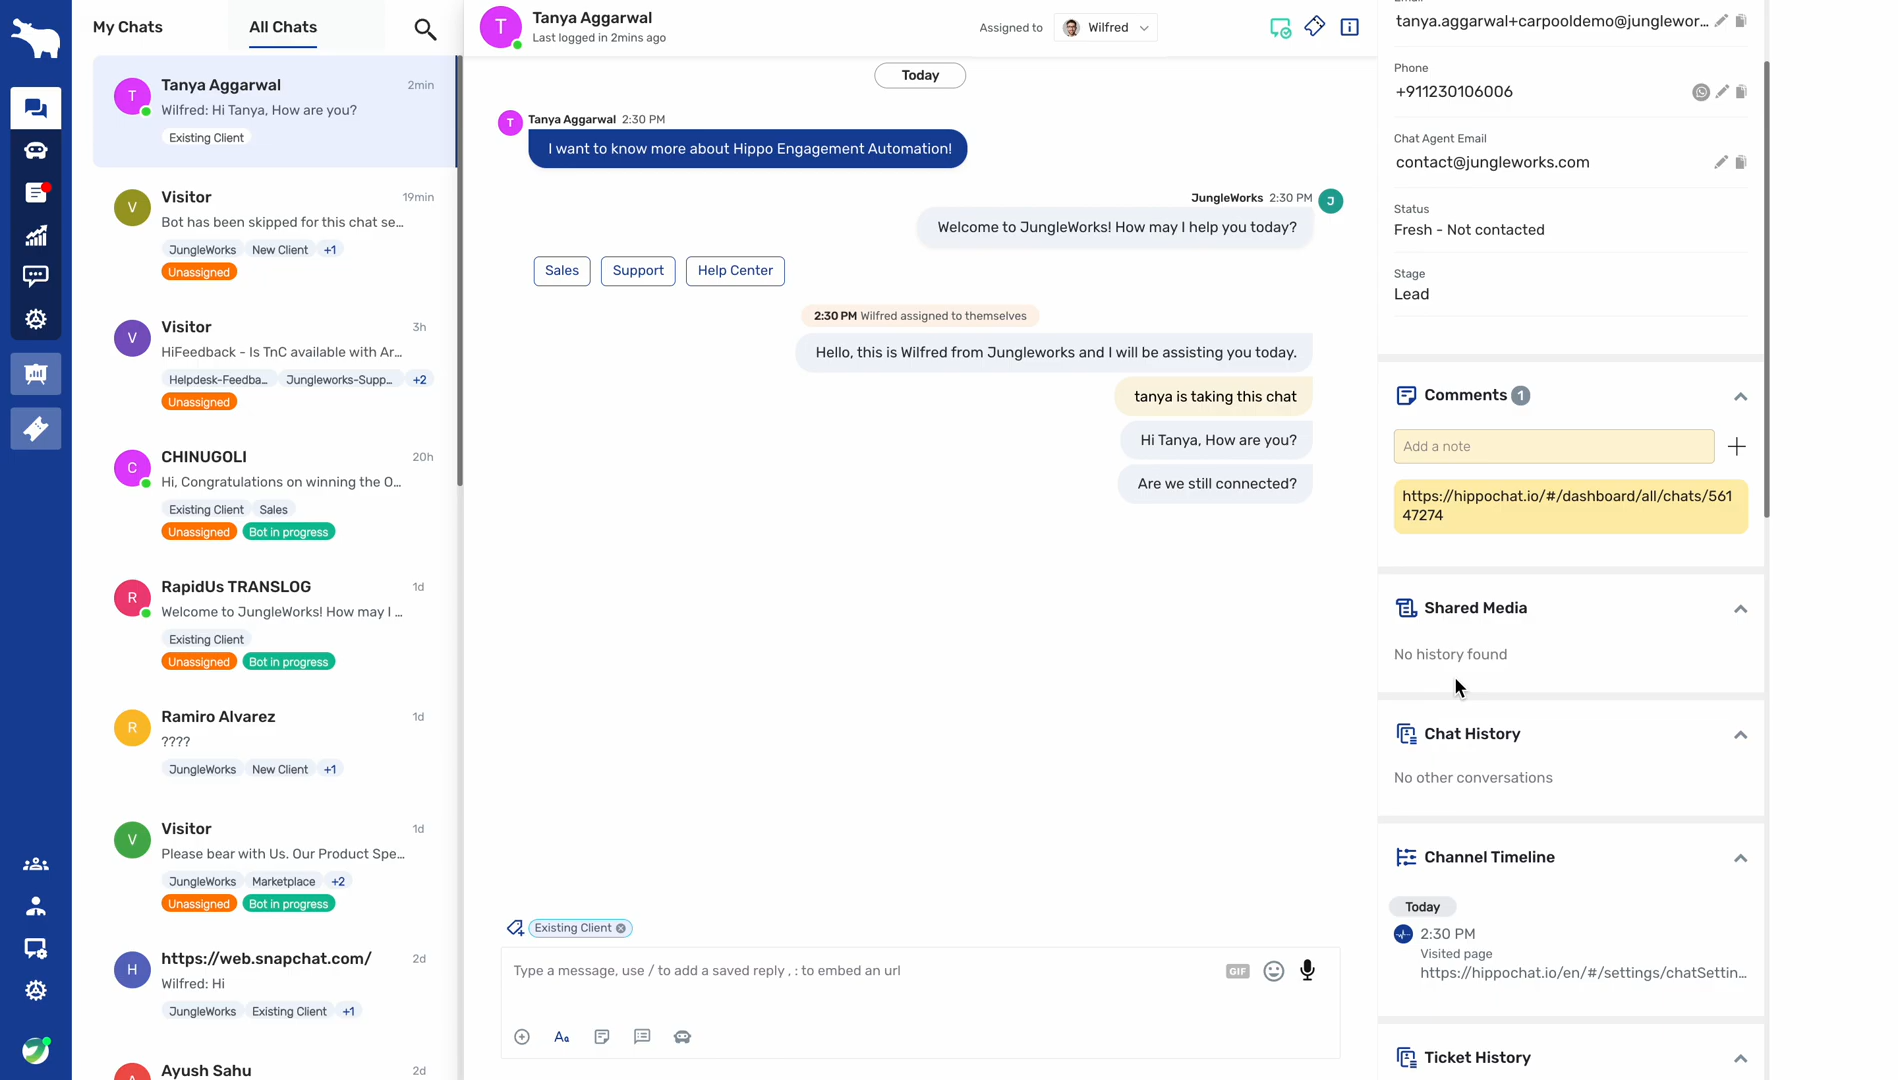 My Chats
All Chats
T
Tanya Aggarwal
2min
Wilfred: Hi Tanya, How are you?
Existing Client
V
Visitor
19min
Bot has been skipped for this chat se...
JungleWorks
New Client
+1
Unassigned
V
Visitor
3h
HiFeedback - Is TnC available with Ar...
Helpdesk-Feedba...
Jungleworks-Supp...
+2
Unassigned
C
CHINUGOLI
20h
Hi, Congratulations on winning the O...
Existing Client
Sales
Unassigned
Bot in progress
R
RapidUs TRANSLOG
1d
Welcome to JungleWorks! How may I ...
Existing Client
Unassigned
Bot in progress
R
Ramiro Alvarez
1d
????
JungleWorks
New Client
+1
V
Visitor
1d
Please bear with Us. Our Product Spe...
JungleWorks
Marketplace
+2
Unassigned
Bot in progress
H
https://web.snapchat.com/
2d
Wilfred: Hi
JungleWorks
Existing Client
+1
Ayush Sahu
2d
T
Tanya Aggarwal
Last logged in 2mins ago
Assigned to
Wilfred
Today
T
Tanya Aggarwal 2:30 PM
I want to know more about Hippo Engagement Automation!
JungleWorks 2:30 PM
J
Welcome to JungleWorks! How may I help you today?
Sales
Support
Help Center
2:30 PM Wilfred assigned to themselves
Hello, this is Wilfred from Jungleworks and I will be assisting you today.
tanya is taking this chat
Hi Tanya, How are you?
Are we still connected?
Existing Client
Type a message, use / to add a saved reply , : to embed an url
GIF
Aa
Email
tanya.aggarwal+carpooldemo@junglewor...
Phone
+911230106006
Chat Agent Email
contact@jungleworks.com
Status
Fresh - Not contacted
Stage
Lead
Comments 1
Add a note
https://hippochat.io/#/dashboard/all/chats/561
47274
Shared Media
No history found
Chat History
No other conversations
Channel Timeline
Today
2:30 PM
Visited page
https://hippochat.io/en/#/settings/chatSettin...
Ticket History